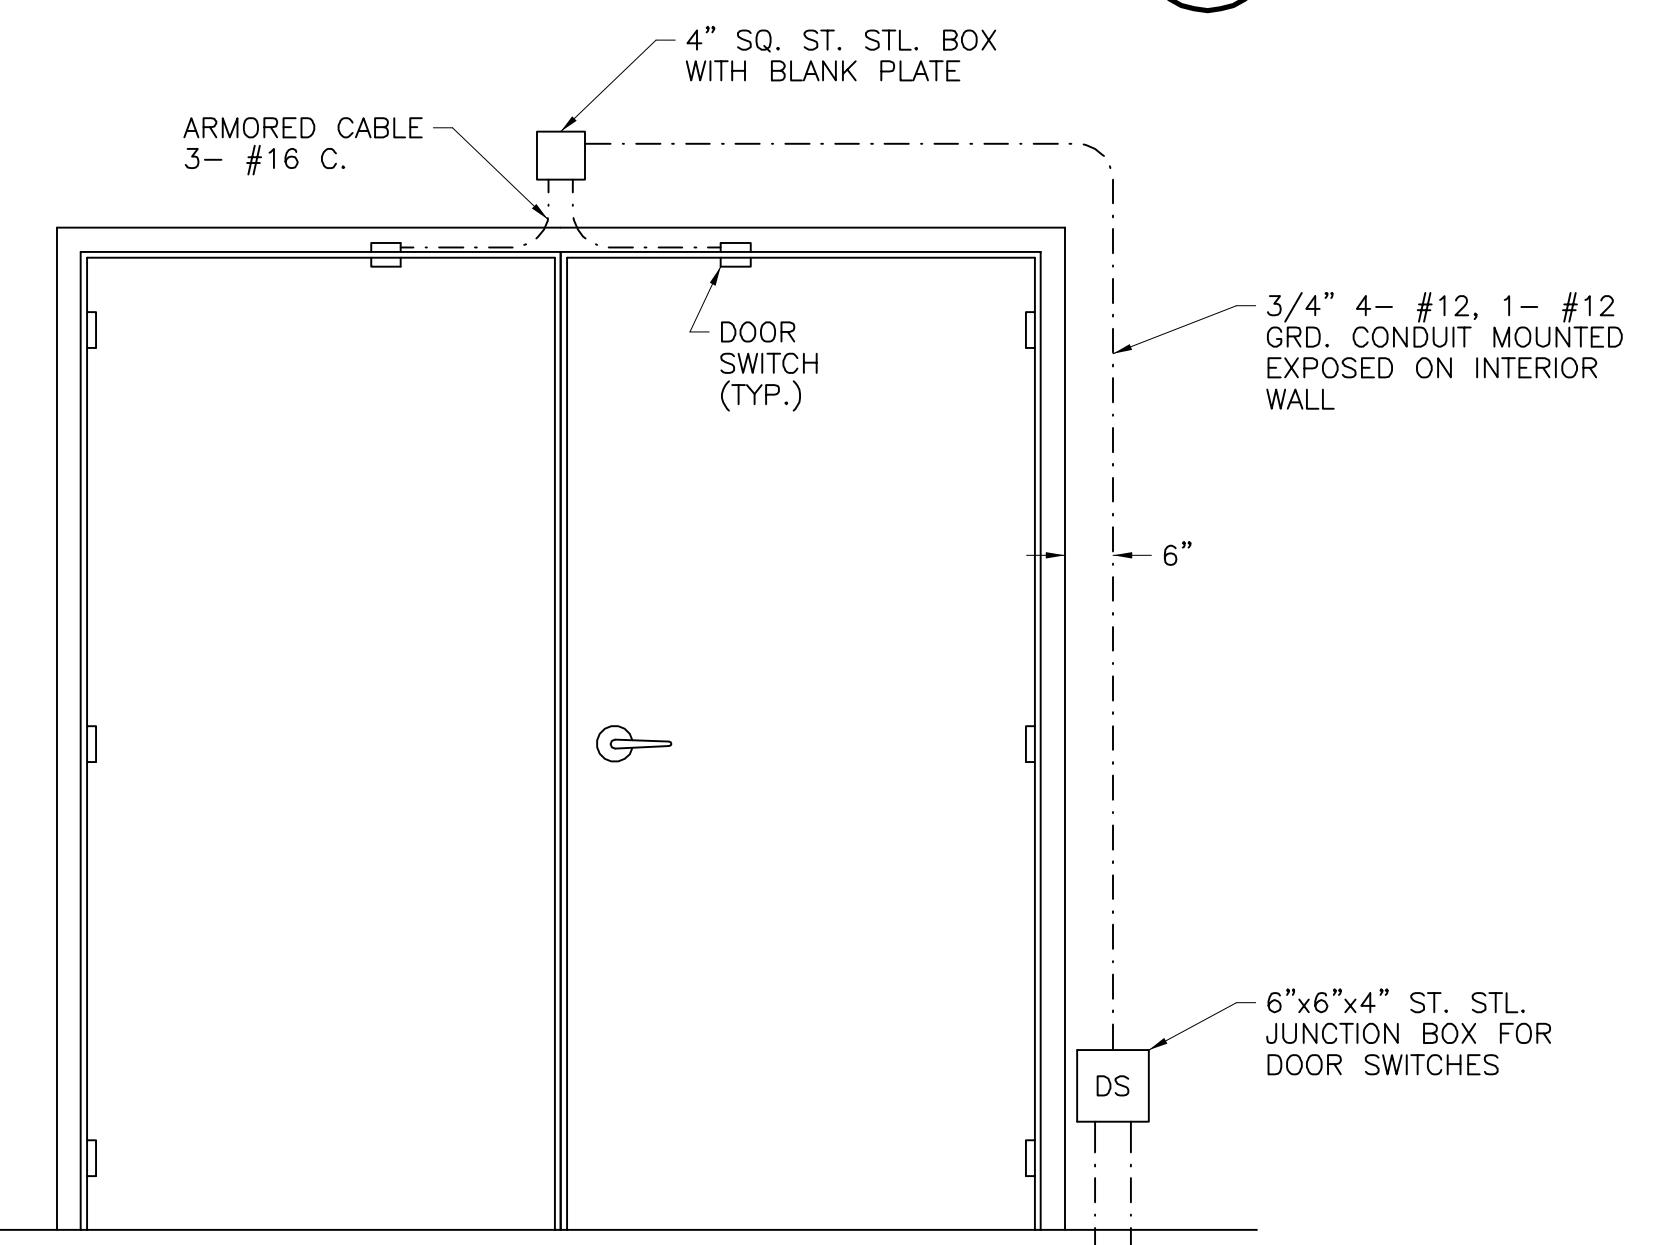 4” SQ. ST. STL. BOX
WITH BLANK PLATE
ARMORED CABLE
3– #16 C.
DOOR
SWITCH
(TYP.)
3/4” 4– #12, 1– #12
GRD. CONDUIT MOUNTED
EXPOSED ON INTERIOR
WALL
6”
6”x6”x4” ST. STL.
JUNCTION BOX FOR
DOOR SWITCHES
DS